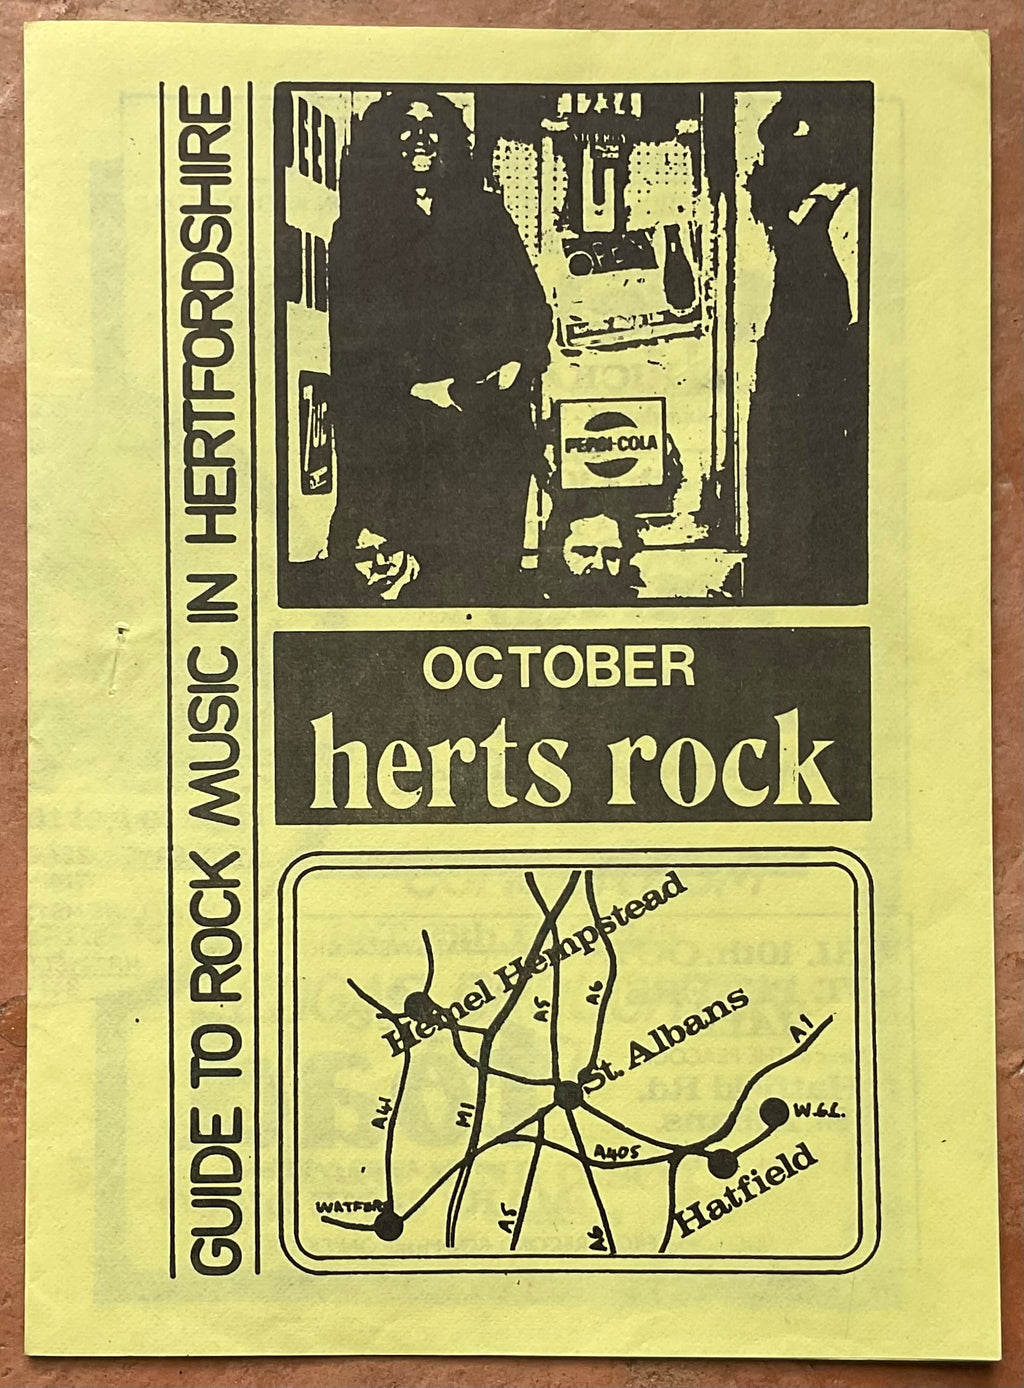 GUIDE TO ROCK MUSIC IN HERTFORDSHIRE
OPEN
PEPSI-COLA
OCTOBER
herts rock
Hemel Hempstead
A5
A6
St Albans
A1
A41
M1
W.G.C.
A405
Hatfield
WATFORD
A5
A6